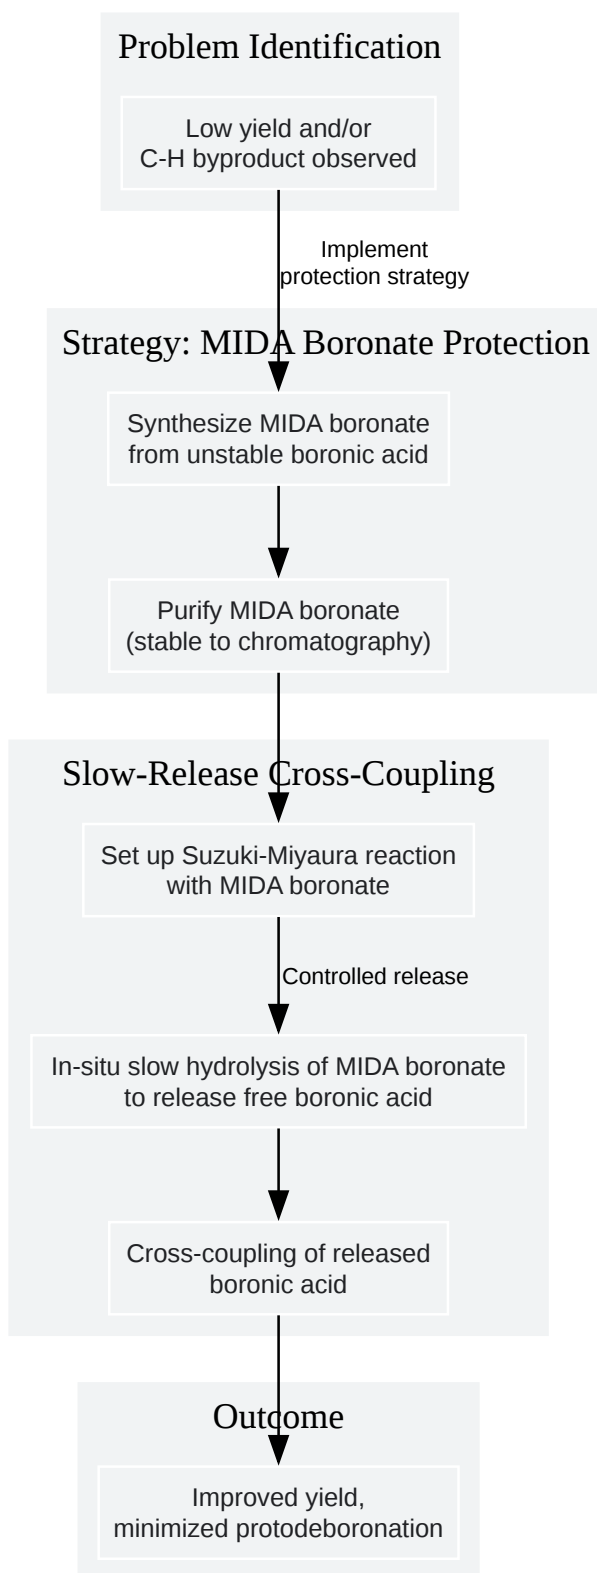 Problem Identification
Low yield and/or
C-H byproduct observed
Implement
protection strategy
Strategy: MIDA Boronate Protection
Synthesize MIDA boronate
from unstable boronic acid
Purify MIDA boronate
(stable to chromatography)
Slow-Release Cross-Coupling
Set up Suzuki-Miyaura reaction
with MIDA boronate
Controlled release
In-situ slow hydrolysis of MIDA boronate
to release free boronic acid
Cross-coupling of released
boronic acid
Outcome
Improved yield,
minimized protodeboronation